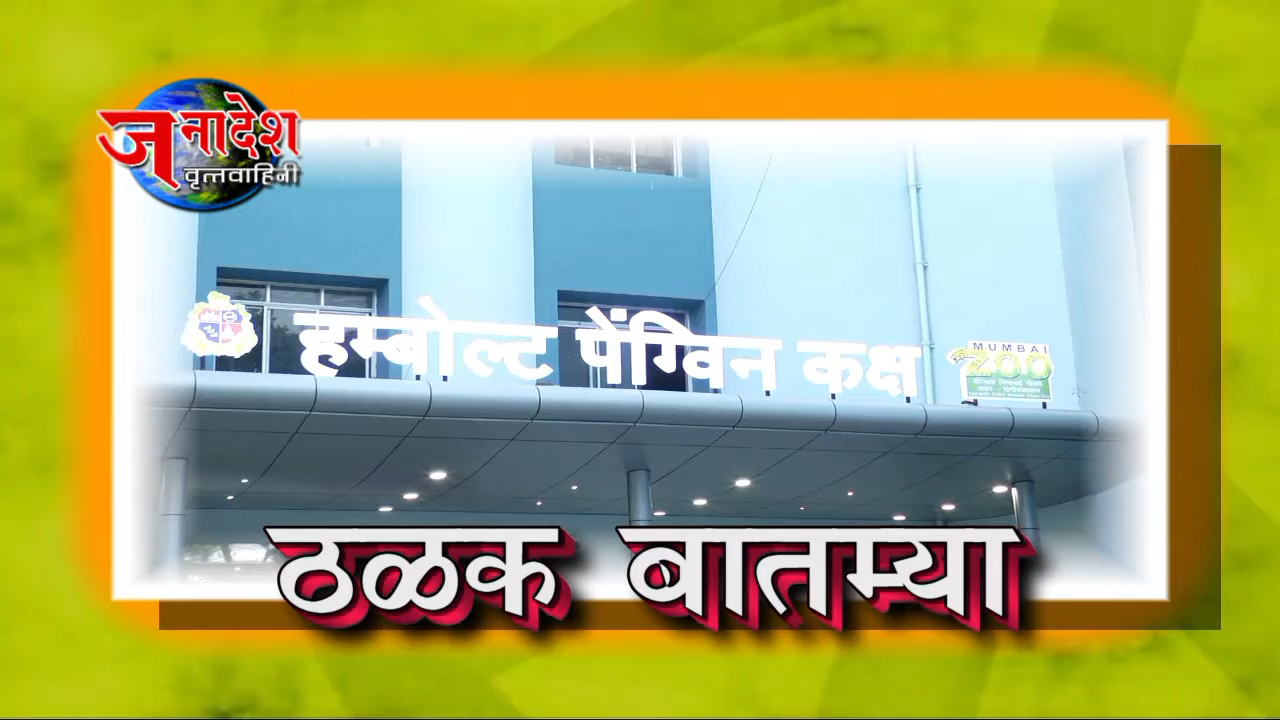 जनादेश
वृत्तवाहिनी
हम्बोल्ट पेंग्विन कक्ष
MUMBAI
ZOO
ठळक बातम्या